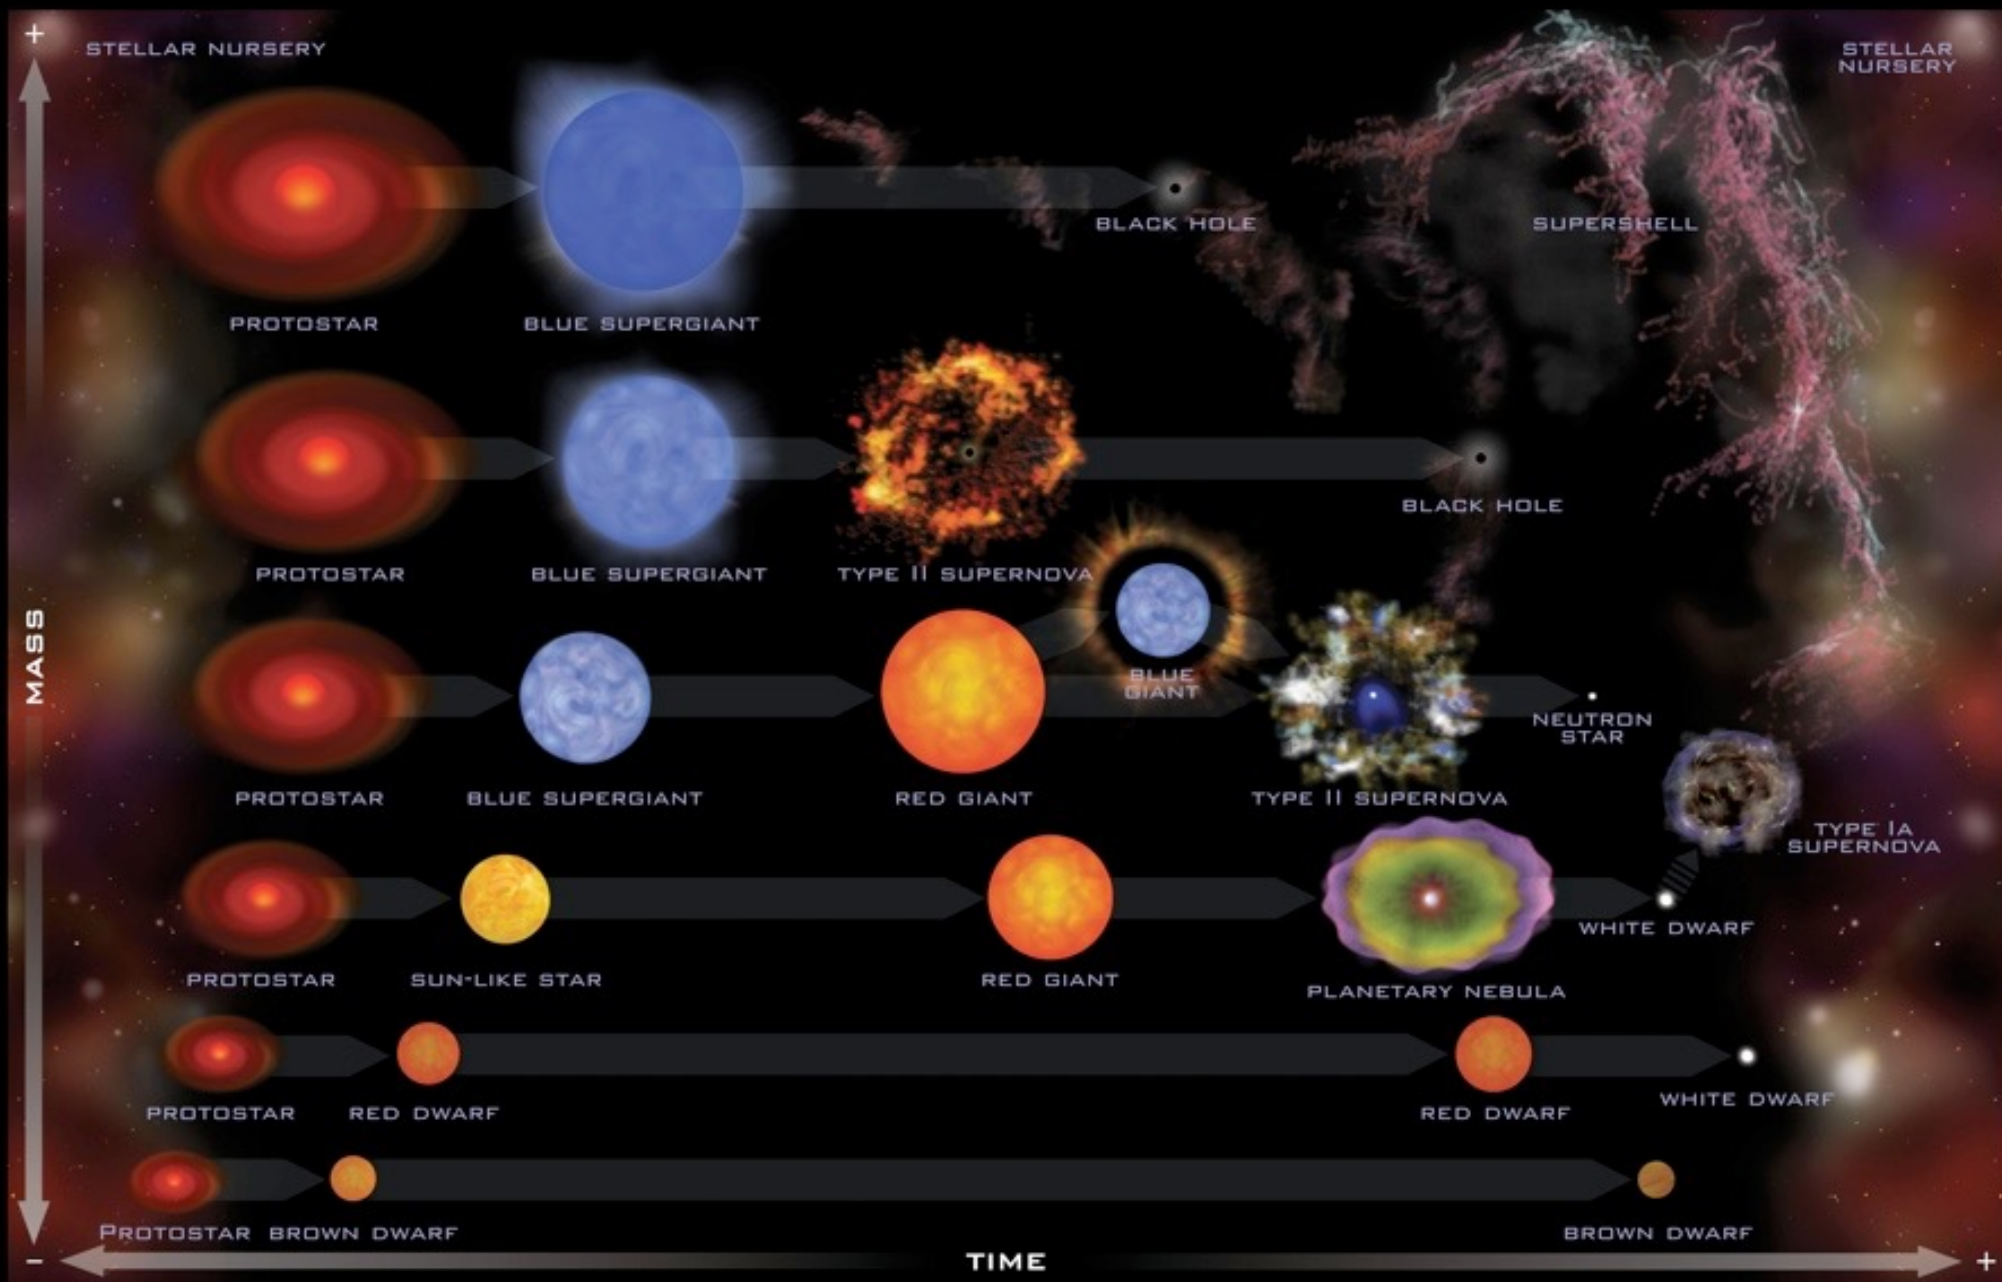 +
STELLAR NURSERY
STELLAR
NURSERY
BLACK HOLE
SUPERSHELL
PROTOSTAR
BLUE SUPERGIANT
BLACK HOLE
PROTOSTAR
BLUE SUPERGIANT
TYPE II SUPERNOVA
BLUE
GIANT
NEUTRON
STAR
PROTOSTAR
BLUE SUPERGIANT
RED GIANT
TYPE II SUPERNOVA
TYPE Ia
SUPERNOVA
WHITE DWARF
PROTOSTAR
SUN-LIKE STAR
RED GIANT
PLANETARY NEBULA
PROTOSTAR
RED DWARF
RED DWARF
WHITE DWARF
PROTOSTAR
BROWN DWARF
BROWN DWARF
MASS
–
TIME
+